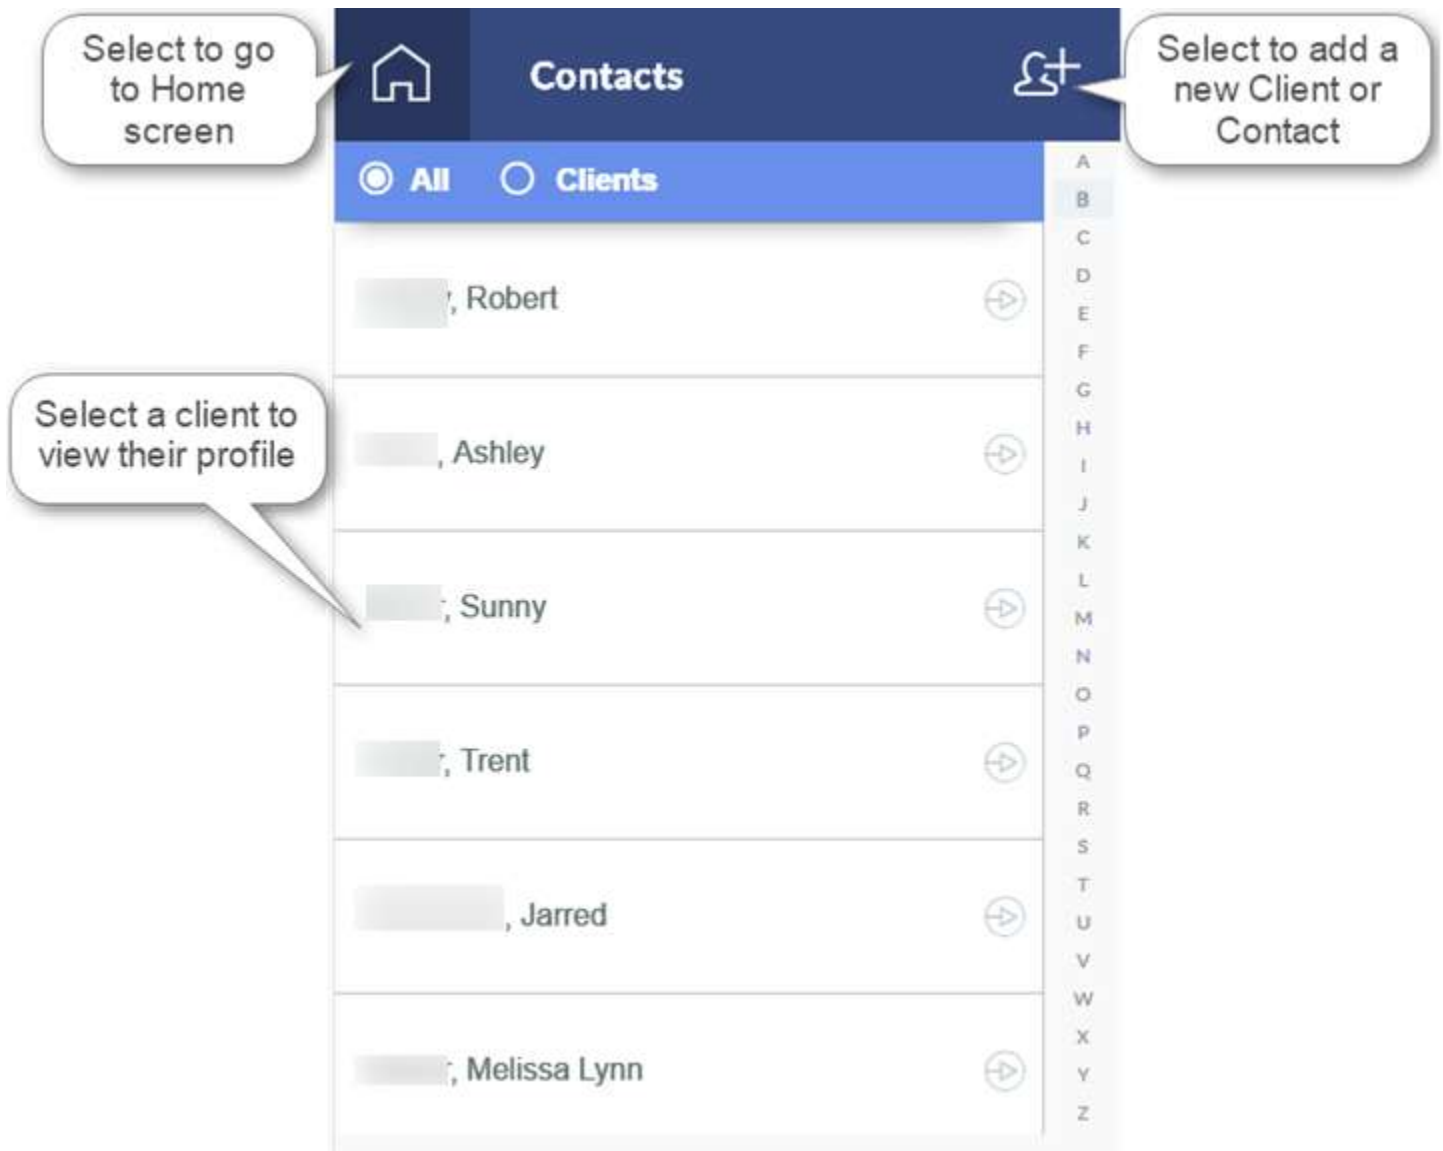 Select to go
to Home
screen
Contacts
Select to add a
new Client or
Contact
All
Clients
A
B
C
D
E
F
G
H
I
J
K
L
M
N
O
P
Q
R
S
T
U
V
W
X
Y
Z
, Robert
Select a client to
view their profile
, Ashley
, Sunny
, Trent
, Jarred
, Melissa Lynn